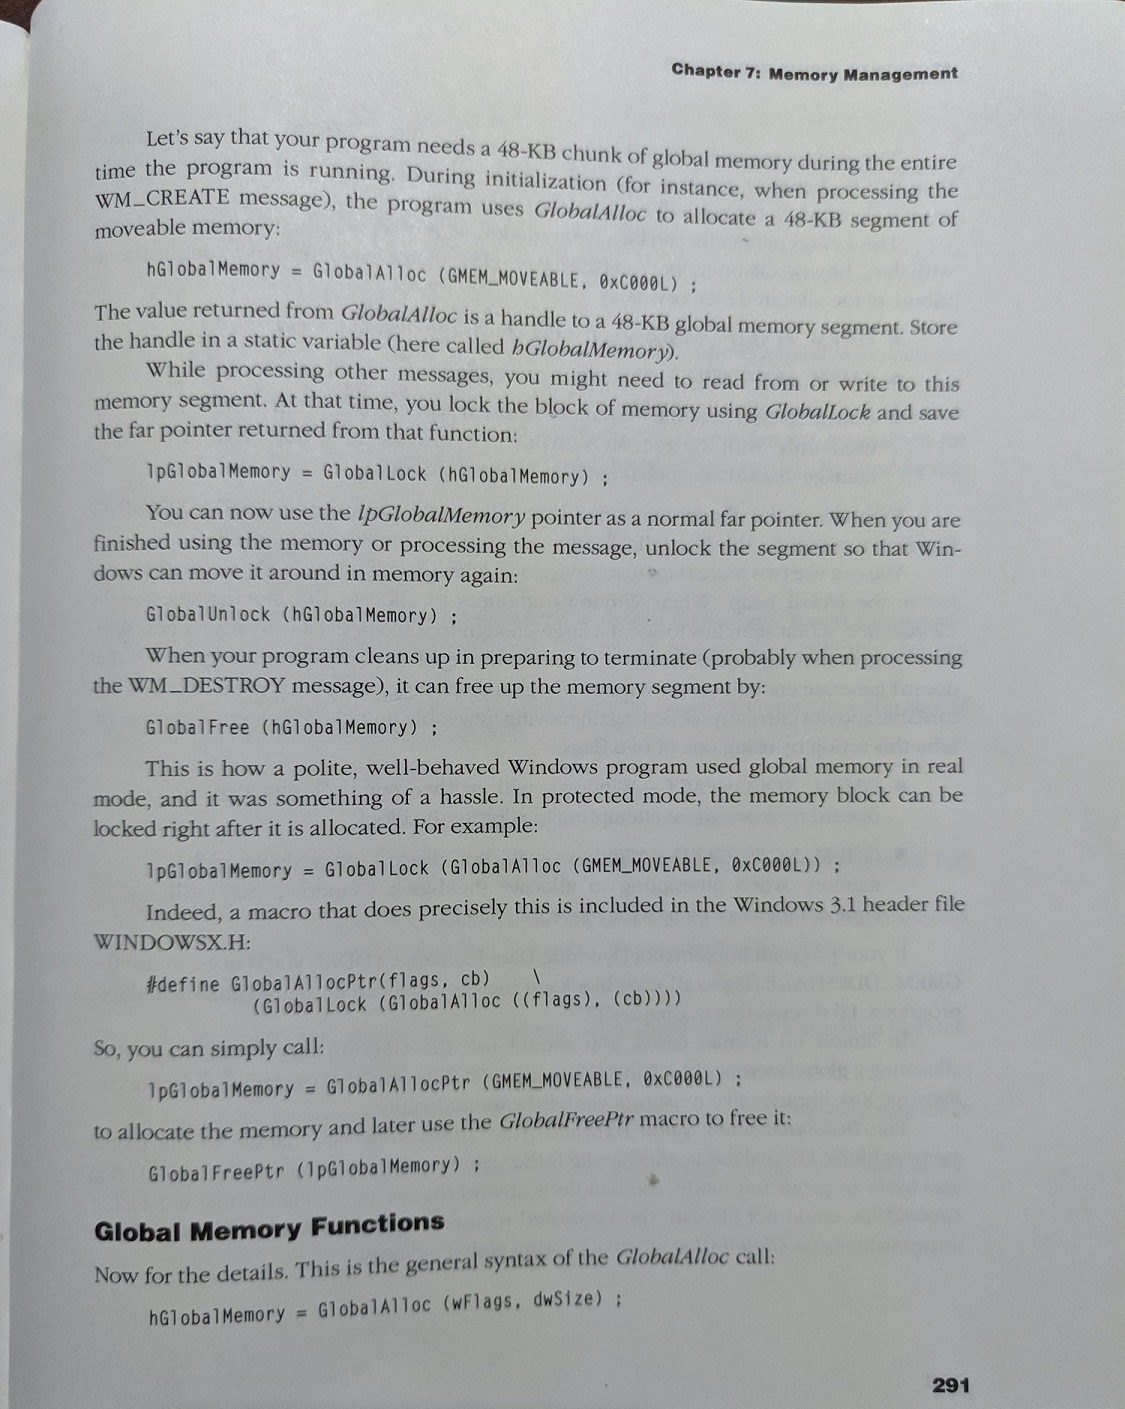 Chapter 7: Memory Management
Let's say that your program needs a 48-KB chunk of global memory during the entire
time the program is running. During initialization (for instance, when processing the
WM_CREATE message), the program uses GlobalAlloc to allocate a 48-KB segment of
moveable memory:
hGlobalMemory = GlobalAlloc (GMEM_MOVEABLE, 0xC000L) ;
The value returned from GlobalAlloc is a handle to a 48-KB global memory segment. Store
the handle in a static variable (here called hGlobalMemory).
While processing other messages, you might need to read from or write to this
memory segment. At that time, you lock the block of memory using GlobalLock and save
the far pointer returned from that function:
lpGlobalMemory = GlobalLock (hGlobalMemory) ;
You can now use the lpGlobalMemory pointer as a normal far pointer. When you are
finished using the memory or processing the message, unlock the segment so that Win-
dows can move it around in memory again:
GlobalUnlock (hGlobalMemory) ;
When your program cleans up in preparing to terminate (probably when processing
the WM_DESTROY message), it can free up the memory segment by:
GlobalFree (hGlobalMemory) ;
This is how a polite, well-behaved Windows program used global memory in real
mode, and it was something of a hassle. In protected mode, the memory block can be
locked right after it is allocated. For example:
lpGlobalMemory = GlobalLock (GlobalAlloc (GMEM_MOVEABLE, 0xC000L)) ;
Indeed, a macro that does precisely this is included in the Windows 3.1 header file
WINDOWSX.H:
#define GlobalAllocPtr(flags, cb) \
(GlobalLock (GlobalAlloc ((flags), (cb))))
So, you can simply call:
lpGlobalMemory = GlobalAllocPtr (GMEM_MOVEABLE, 0xC000L) ;
to allocate the memory and later use the GlobalFreePtr macro to free it:
GlobalFreePtr (lpGlobalMemory) ;
Global Memory Functions
Now for the details. This is the general syntax of the GlobalAlloc call:
hGlobalMemory = GlobalAlloc (wFlags, dwSize) ;
291